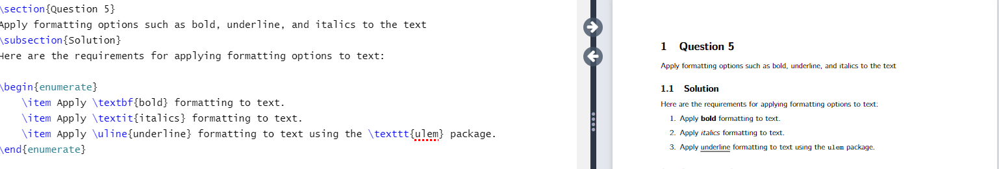 \section{Question 5}
Apply formatting options such as bold, underline, and italics to the text
\subsection{Solution}
Here are the requirements for applying formatting options to text:
\begin{enumerate}
\item Apply \textbf{bold} formatting to text.
\item Apply \textit{italics} formatting to text.
\item Apply \uline{underline} formatting to text using the \texttt{ulem} package.
\end{enumerate}
1 Question 5
Apply formatting options such as bold, underline, and italics to the text
1.1 Solution
Here are the requirements for applying formatting options to text:
1. Apply bold formatting to text.
2. Apply italics formatting to text.
3. Apply underline formatting to text using the ulem package.